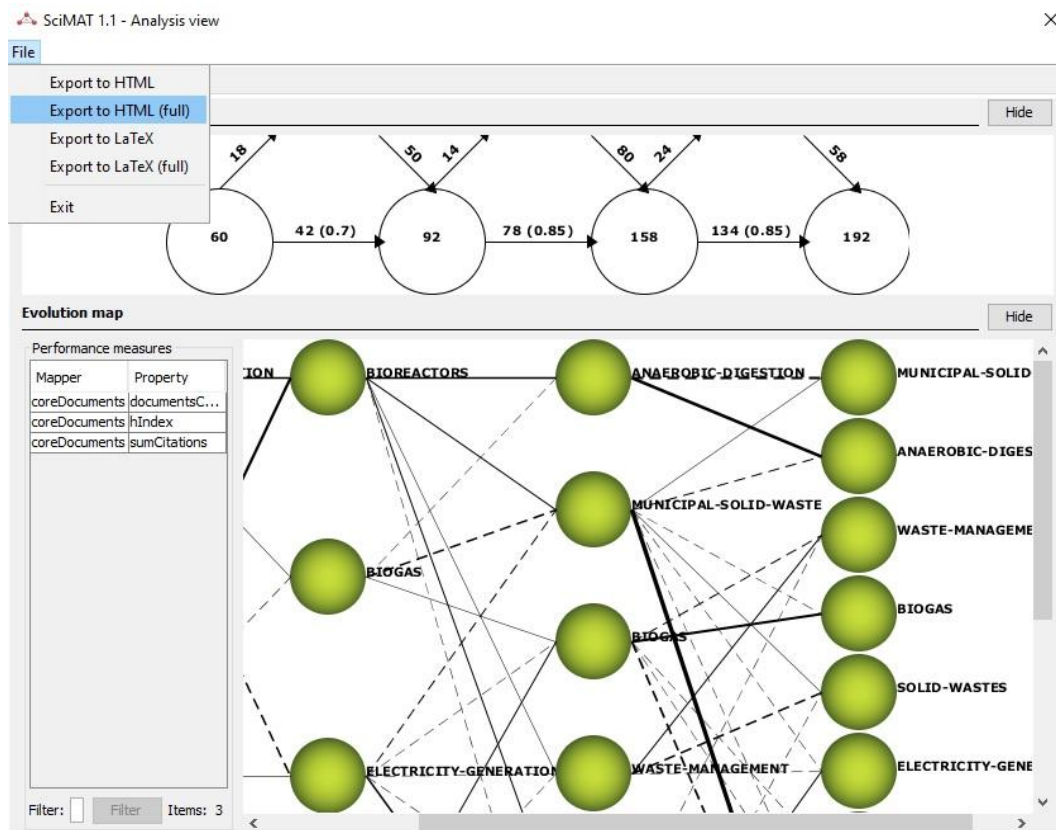 SciMAT 1.1 - Analysis view
File
Export to HTML
Export to HTML (full)
Export to LaTeX
Export to LaTeX (full)
Exit
Hide
18
50
14
80
24
58
60
42 (0.7)
92
78 (0.85)
158
134 (0.85)
192
Evolution map
Hide
Performance measures
Mapper Property
coreDocuments documentsC...
coreDocuments hIndex
coreDocuments sumCitations
Filter: Filter Items: 3
TION
BIOREACTORS
BIOGAS
ELECTRICITY-GENERATION
ANAEROBIC-DIGESTION
MUNICIPAL-SOLID-WASTE
BIOGAS
WASTE-MANAGEMENT
MUNICIPAL-SOLID
ANAEROBIC-DIGES
WASTE-MANAGEME
BIOGAS
SOLID-WASTES
ELECTRICITY-GENE